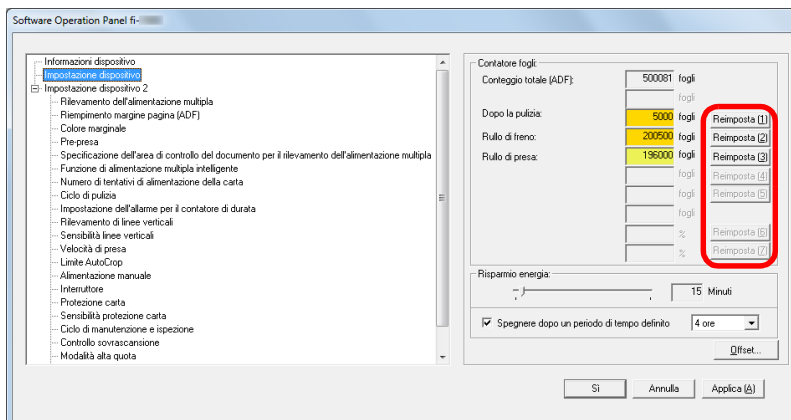 Software Operation Panel fi-
Informazioni dispositivo
Impostazione dispositivo
Impostazione dispositivo 2
Rilevamento dell'alimentazione multipla
Riempimento margine pagina (ADF)
Colore marginale
Pre-presa
Specificazione dell'area di controllo del documento per il rilevamento dell'alimentazione multipla
Funzione di alimentazione multipla intelligente
Numero di tentativi di alimentazione della carta
Ciclo di pulizia
Impostazione dell'allarme per il contatore di durata
Rilevamento di linee verticali
Sensibilità linee verticali
Velocità di presa
Limite AutoCrop
Alimentazione manuale
Interruttore
Protezione carta
Sensibilità protezione carta
Ciclo di manutenzione e ispezione
Controllo sovrascansione
Modalità alta quota
Contatore fogli:
Conteggio totale (ADF): 500081 fogli
fogli
Dopo la pulizia: 5000 fogli Reimposta (1)
Rullo di freno: 200500 fogli Reimposta (2)
Rullo di presa: 196000 fogli Reimposta (3)
fogli Reimposta (4)
fogli Reimposta (5)
fogli
% Reimposta (6)
% Reimposta (7)
Risparmio energia:
15 Minuti
Spegnere dopo un periodo di tempo definito 4 ore
Offset...
Sì Annulla Applica (A)